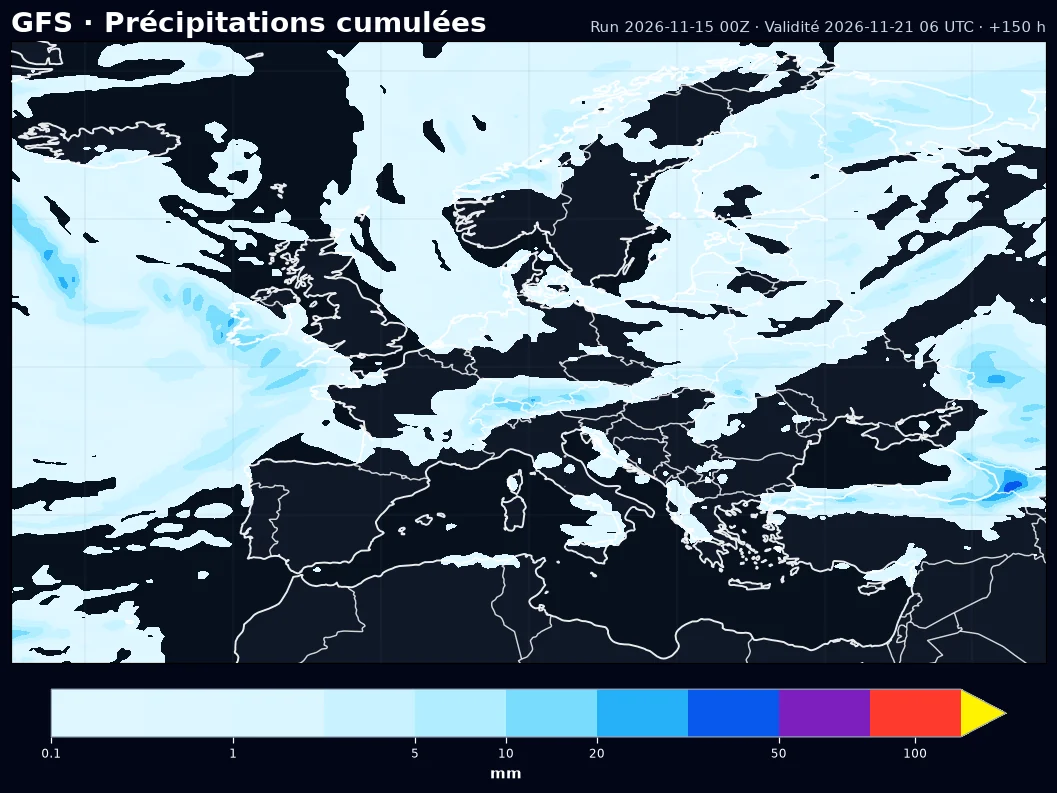 GFS · Précipitations cumulées
Run 2026-11-15 00Z · Validité 2026-11-21 06 UTC · +150 h
0.1 1 5 10 20 50 100
mm